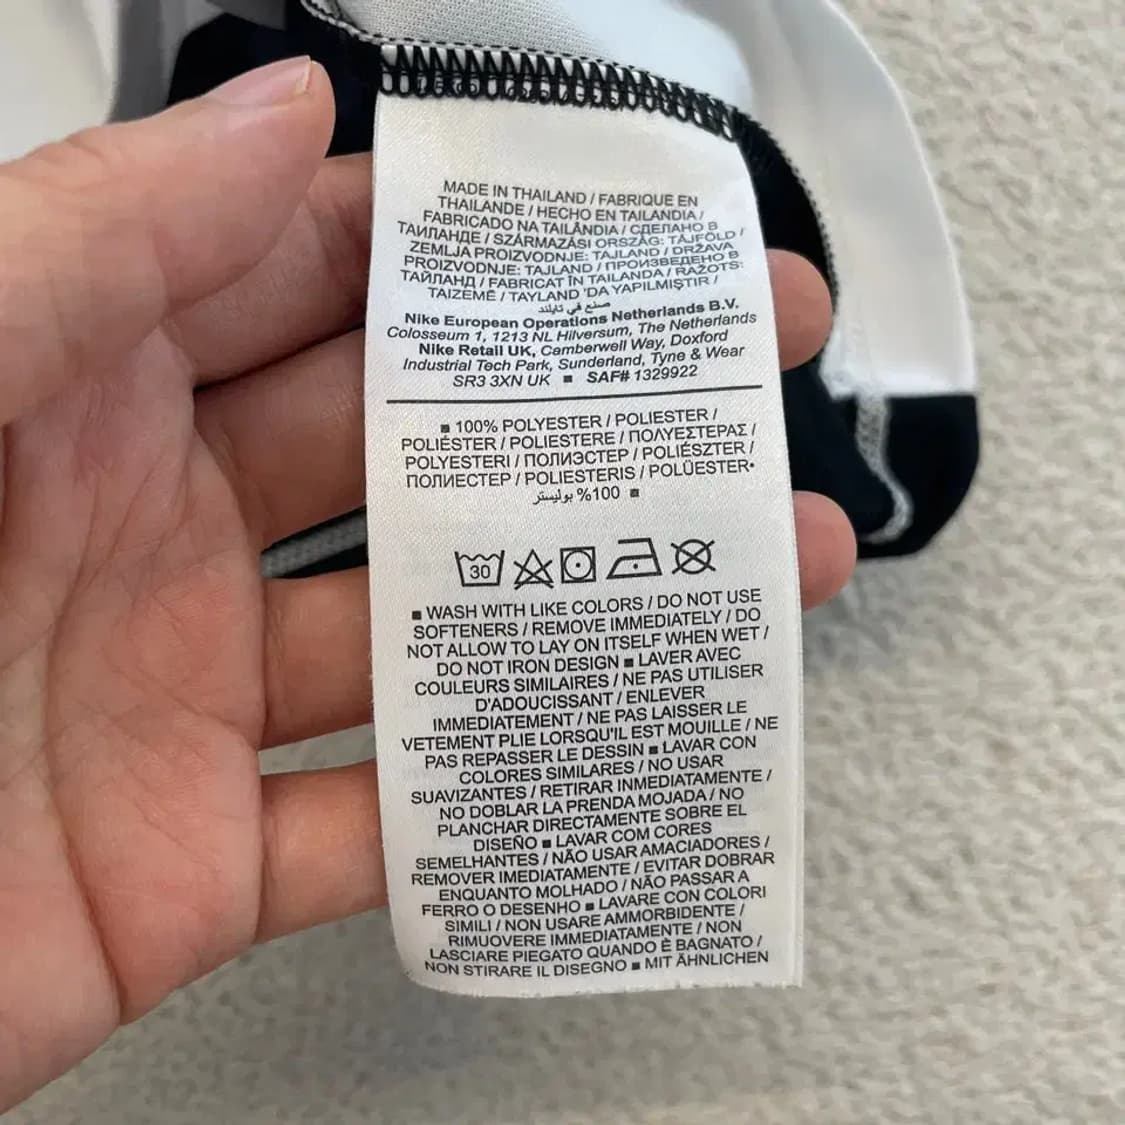 MADE IN THAILAND / FABRIQUE EN
THAILANDE / HECHO EN TAILANDIA /
FABRICADO NA TAILÂNDIA / СДЕЛАНО В
ТАИЛАНДЕ / SZÁRMAZÁSI ORSZÁG: TÁJFÖLD /
ZEMLJA PROIZVODNJE: TAJLAND / DRŽAVA
PROIZVODNJE: TAJLAND / ПРОИЗВЕДЕНО В
ТАЙЛАНД / FABRICAT ÎN TAILANDA / RAŽOTS:
TAIZEMĒ / TAYLAND 'DA YAPILMIŞTIR /
صنع في تايلند
Nike European Operations Netherlands B.V.
Colosseum 1, 1213 NL Hilversum, The Netherlands
Nike Retail UK, Camberwell Way, Doxford
Industrial Tech Park, Sunderland, Tyne & Wear
SR3 3XN UK ■ SAF# 1329922
■ 100% POLYESTER / POLIESTER /
POLIÉSTER / POLIESTERE / ΠΟΛΥΕΣΤΕΡΑΣ /
POLYESTERI / ПОЛИЭСТЕР / POLIÉSZTER /
ПОЛИЕСТЕР / POLIESTERIS / POLÜESTER•
100% بوليستر ■
30
■ WASH WITH LIKE COLORS / DO NOT USE
SOFTENERS / REMOVE IMMEDIATELY / DO
NOT ALLOW TO LAY ON ITSELF WHEN WET /
DO NOT IRON DESIGN ■ LAVER AVEC
COULEURS SIMILAIRES / NE PAS UTILISER
D'ADOUCISSANT / ENLEVER
IMMEDIATEMENT / NE PAS LAISSER LE
VETEMENT PLIE LORSQU'IL EST MOUILLE / NE
PAS REPASSER LE DESSIN ■ LAVAR CON
COLORES SIMILARES / NO USAR
SUAVIZANTES / RETIRAR INMEDIATAMENTE /
NO DOBLAR LA PRENDA MOJADA / NO
PLANCHAR DIRECTAMENTE SOBRE EL
DISEÑO ■ LAVAR COM CORES
SEMELHANTES / NÃO USAR AMACIADORES /
REMOVER IMEDIATAMENTE / EVITAR DOBRAR
ENQUANTO MOLHADO / NÃO PASSAR A
FERRO O DESENHO ■ LAVARE CON COLORI
SIMILI / NON USARE AMMORBIDENTE /
RIMUOVERE IMMEDIATAMENTE / NON
LASCIARE PIEGATO QUANDO È BAGNATO /
NON STIRARE IL DISEGNO ■ MIT ÄHNLICHEN